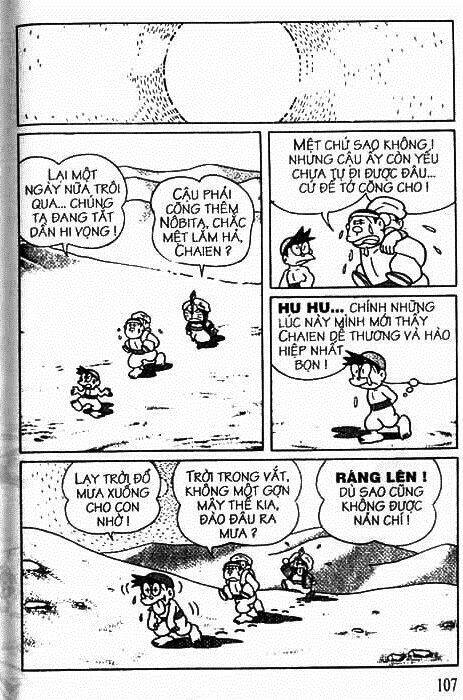 LẠI MỘT
NGÀY NỮA TRÔI
QUA... CHÚNG
TA ĐANG TẮT
DẦN HI VỌNG !
CẬU PHẢI
CÕNG THÊM
NÔBITA, CHẮC
MỆT LẮM HẢ,
CHAIEN ?
MỆT CHỨ SAO KHÔNG !
NHƯNG CẬU ẤY CÒN YẾU
CHƯA TỰ ĐI ĐƯỢC ĐÂU...
CỨ ĐỂ TỚ CÕNG CHO !
HU HU... CHÍNH NHỮNG
LÚC NÀY MÌNH MỚI THẤY
CHAIEN DỄ THƯƠNG VÀ HÀO
HIỆP NHẤT
BỌN !
LẠY TRỜI ĐỔ
MƯA XUỐNG
CHO CON
NHỜ !
TRỜI TRONG VẮT,
KHÔNG MỘT GỢN
MÂY THẾ KIA,
ĐÀO ĐÂU RA
MƯA ?
RÁNG LÊN !
DÙ SAO CŨNG
KHÔNG ĐƯỢC
NẢN CHÍ !
107